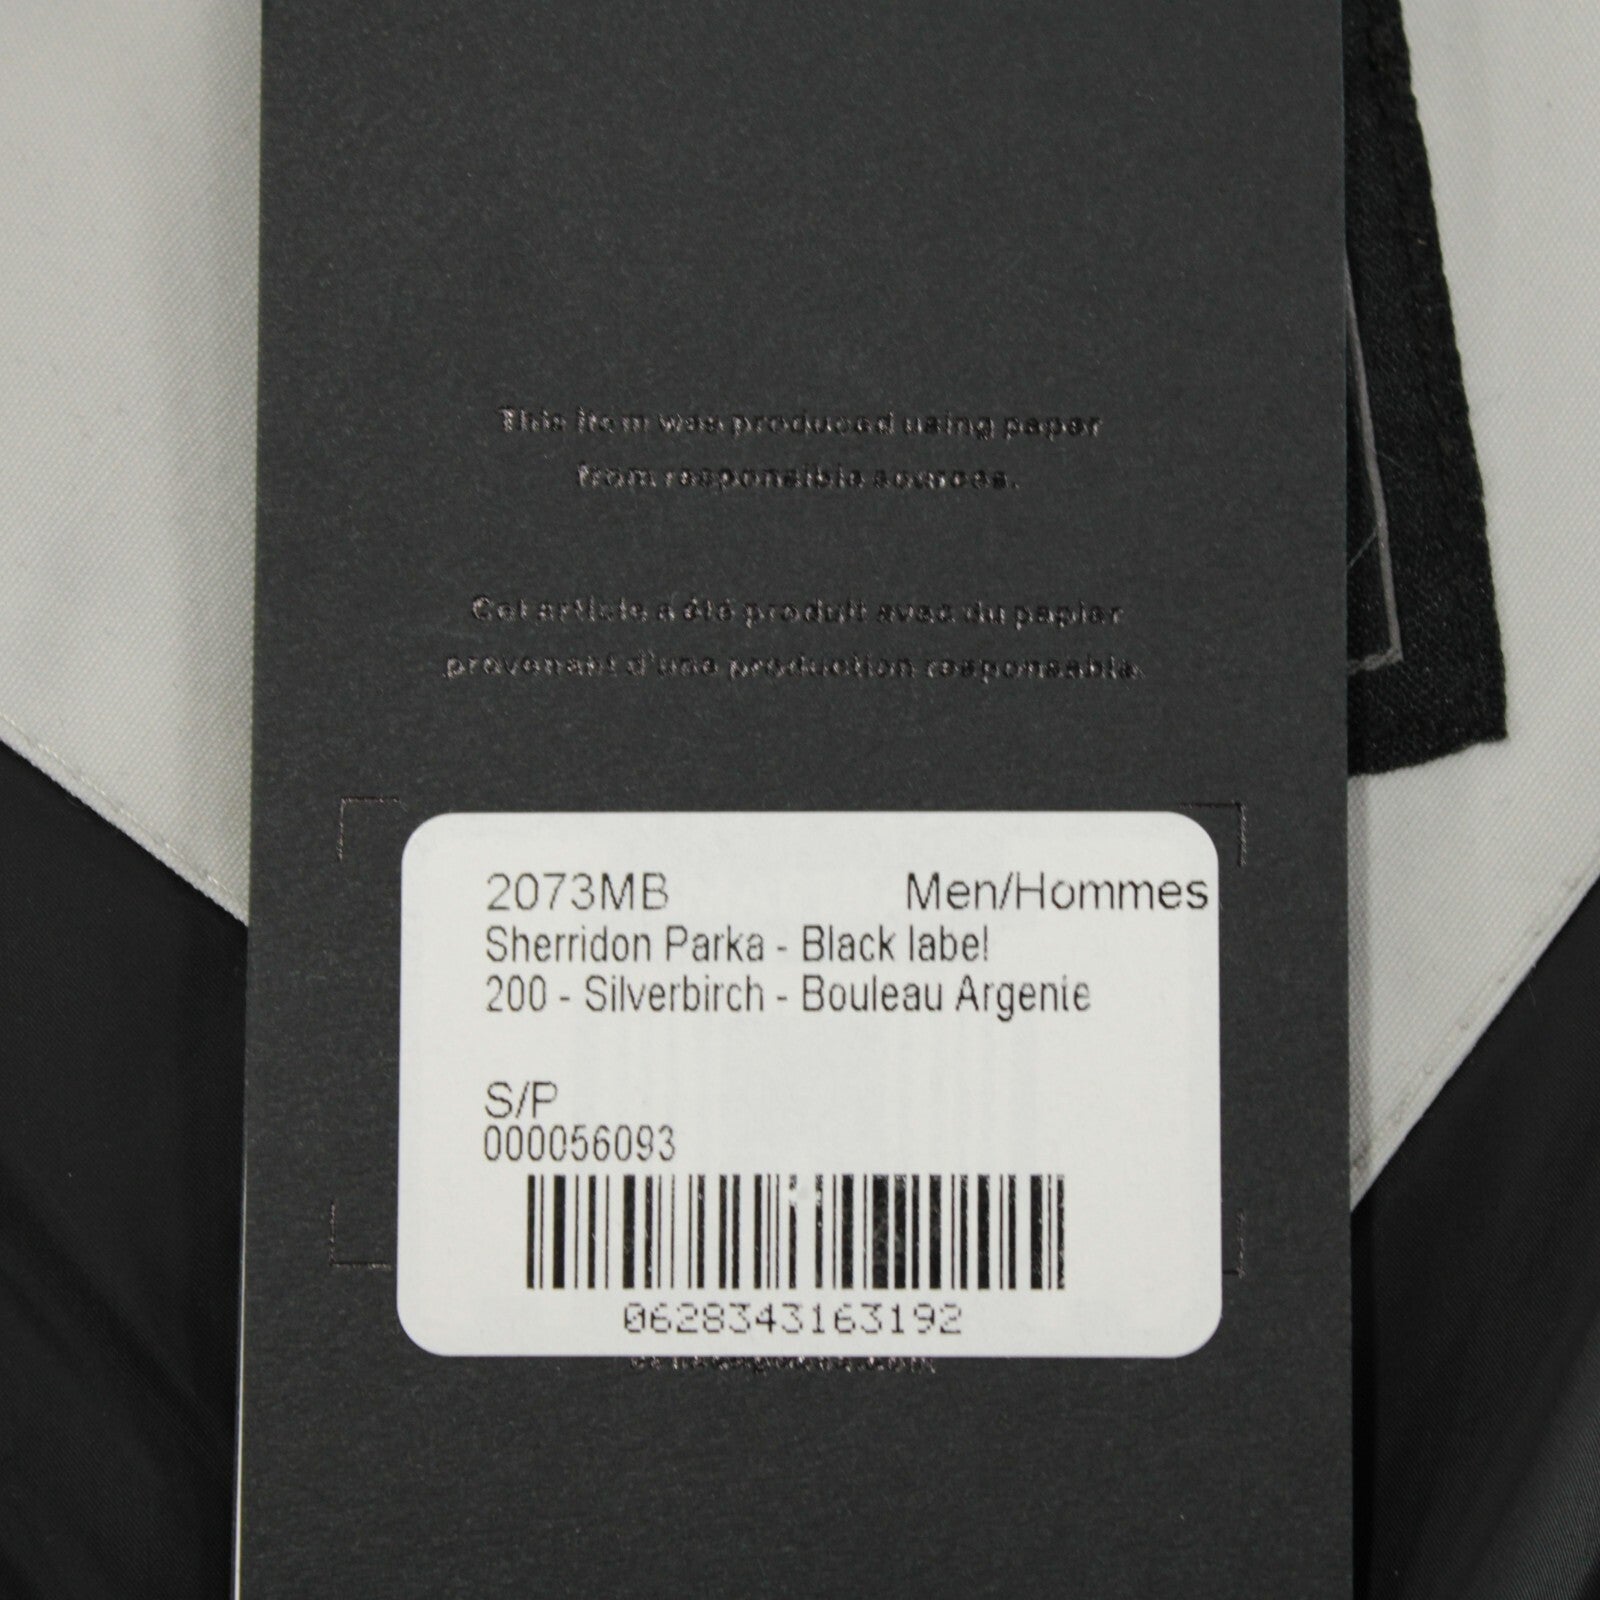 This item was produced using paper
from responsible sources.
Cet article a été produit avec du papier
provenant d'une production responsable.
2073MB Men/Hommes
Sherridon Parka - Black label
200 - Silverbirch - Bouleau Argente
S/P
000056093
0628343163192